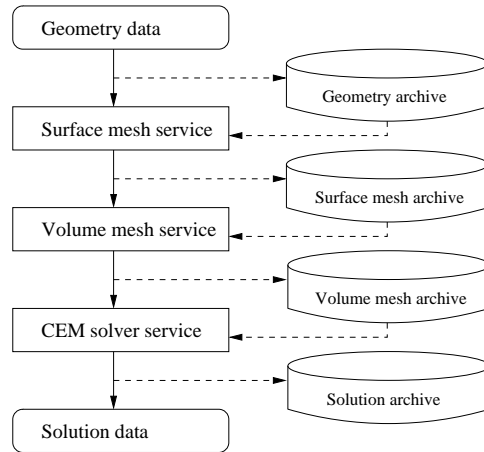 Geometry data
Geometry archive
Surface mesh service
Surface mesh archive
Volume mesh service
Volume mesh archive
CEM solver service
Solution archive
Solution data